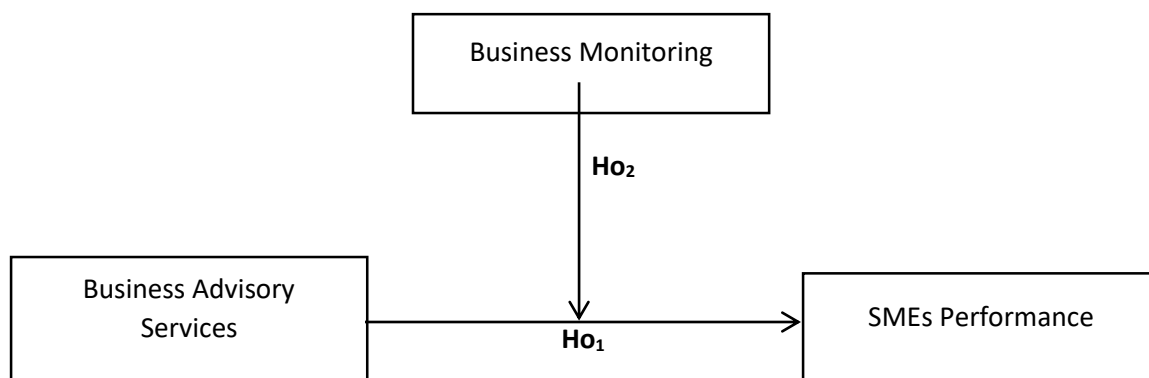 Business Monitoring
Ho₂
Business Advisory
Services
SMEs Performance
Ho₁